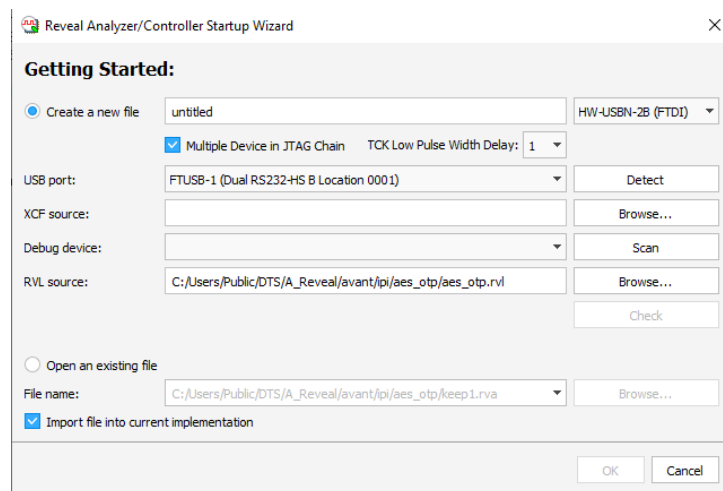 Reveal Analyzer/Controller Startup Wizard
Getting Started:
Create a new file untitled HW-USBN-2B (FTDI)
Multiple Device in JTAG Chain TCK Low Pulse Width Delay: 1
USB port: FTUSB-1 (Dual RS232-HS B Location 0001) Detect
XCF source: Browse...
Debug device: Scan
RVL source: C:/Users/Public/DTS/A_Reveal/avant/ipi/aes_otp/aes_otp.rvl Browse...
Check
Open an existing file
File name: C:/Users/Public/DTS/A_Reveal/avant/ipi/aes_otp/keep1.rva Browse...
Import file into current implementation
OK Cancel